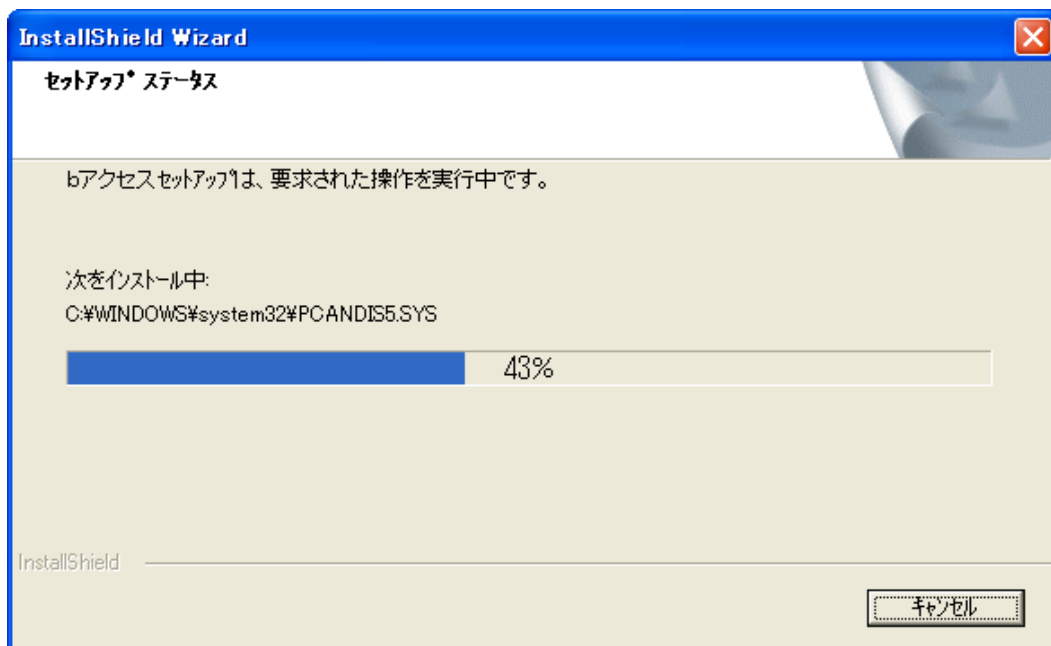 InstallShield Wizard
セットアップ ステータス
bアクセス セットアップは、要求された操作を実行中です。
次をインストール中:
C:¥WINDOWS¥system32¥PCANDIS5.SYS
43%
InstallShield
キャンセル